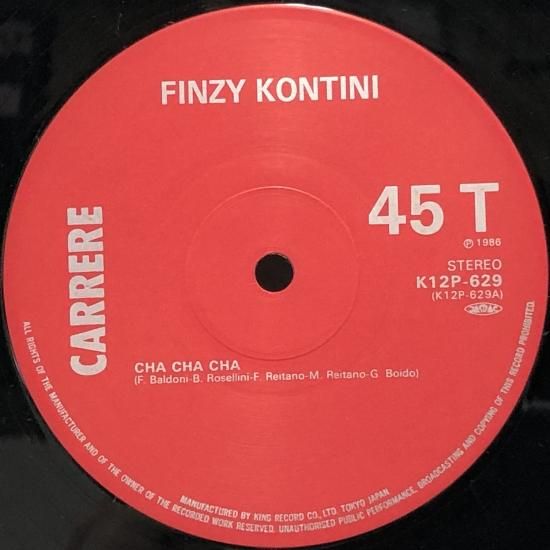 FINZY KONTINI
CARRERE
45 T
Ⓟ 1986
STEREO
K12P-629
(K12P-629A)
JASRAC
CHA CHA CHA
(F. Baldoni-B. Rosellini-F. Reitano-M. Reitano-G. Boido)
MANUFACTURED BY KING RECORD CO., LTD. TOKYO JAPAN
ALL RIGHTS OF THE MANUFACTURER AND OF THE OWNER OF THE RECORDED WORK RESERVED. UNAUTHORISED PUBLIC PERFORMANCE, BROADCASTING AND COPYING OF THIS RECORD PROHIBITED.